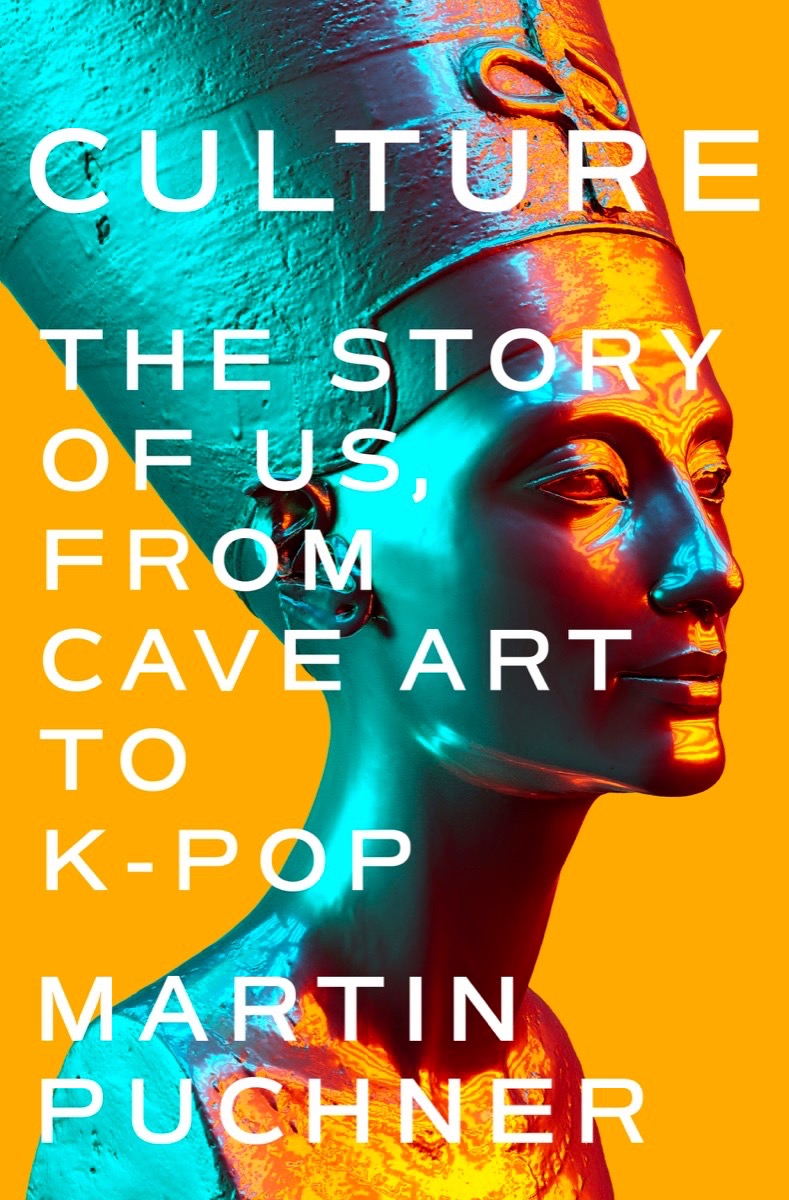 CULTURE
THE STORY
OF US,
FROM
CAVE ART
TO
K-POP
MARTIN
PUCHNER